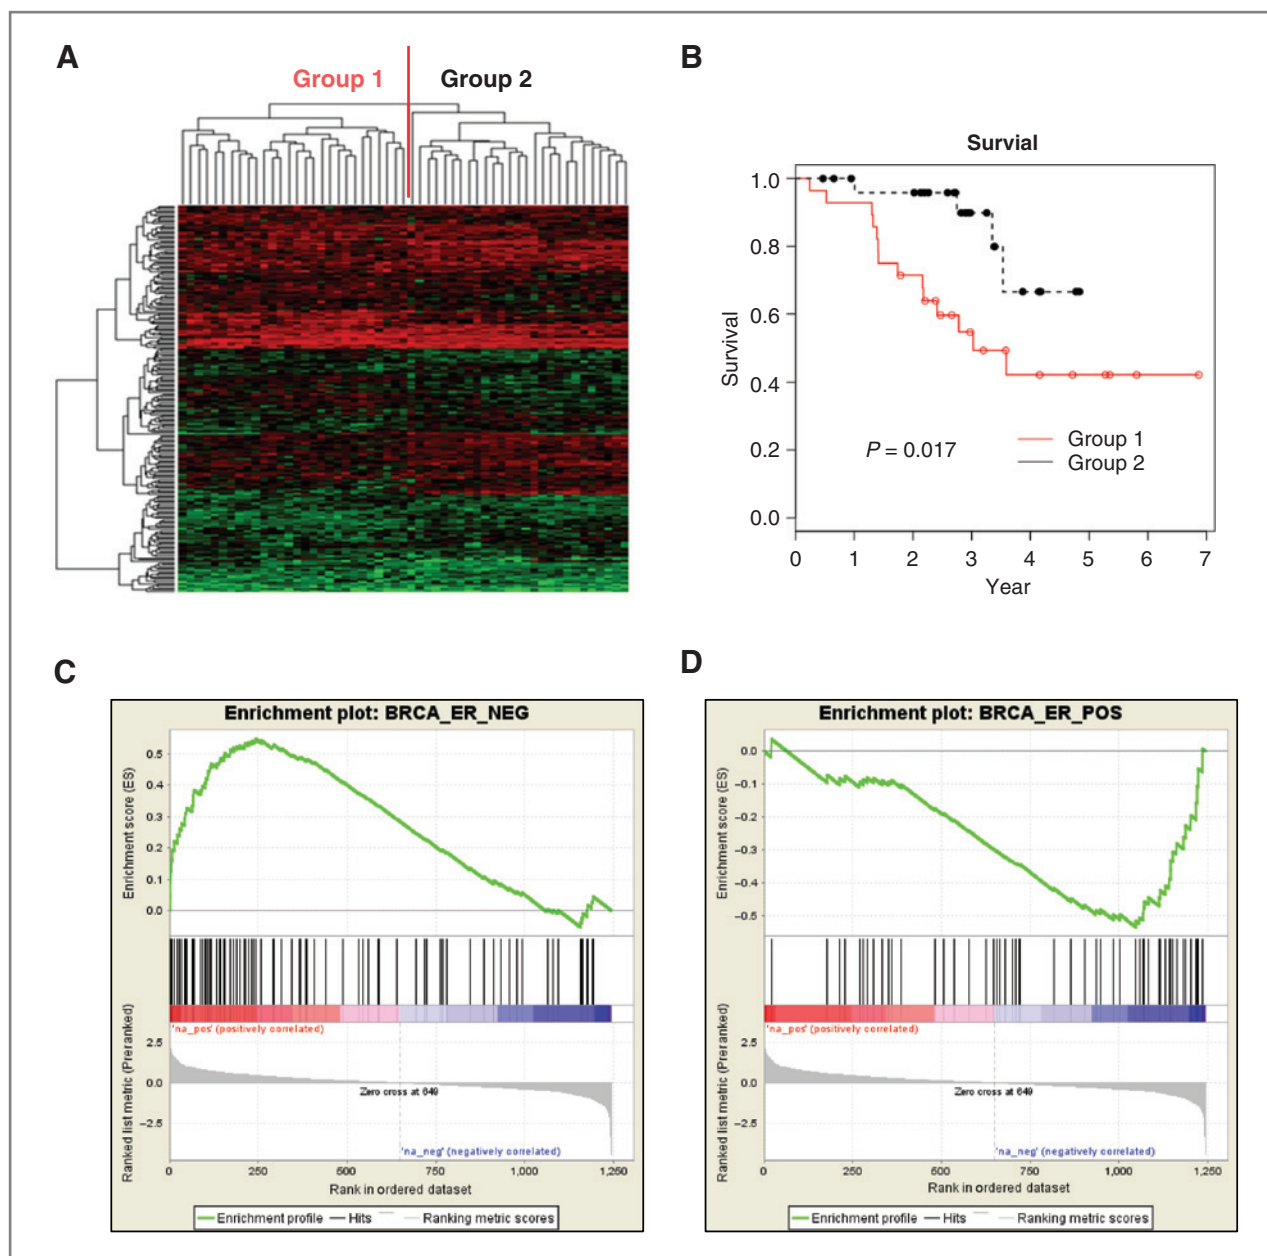 A
Group 1
Group 2
B
Survial
1.0
0.8
0.6
0.4
0.2
0.0
Survival
P = 0.017
Group 1
Group 2
0 1 2 3 4 5 6 7
Year
C
Enrichment plot: BRCA_ER_NEG
0.5
0.4
0.3
0.2
0.1
0.0
Enrichment score (ES)
'na_pos' (positively correlated)
2.5
0.0
-2.5
Ranked list metric (Preranked)
Zero cross at 649
'na_neg' (negatively correlated)
0 250 500 750 1,000 1,250
Rank in ordered dataset
Enrichment profile Hits Ranking metric scores
D
Enrichment plot: BRCA_ER_POS
0.0
-0.1
-0.2
-0.3
-0.4
-0.5
Enrichment score (ES)
'na_pos' (positively correlated)
2.5
0.0
-2.5
Ranked list metric (Preranked)
Zero cross at 649
'na_neg' (negatively correlated)
0 250 500 750 1,000 1,250
Rank in ordered dataset
Enrichment profile Hits Ranking metric scores